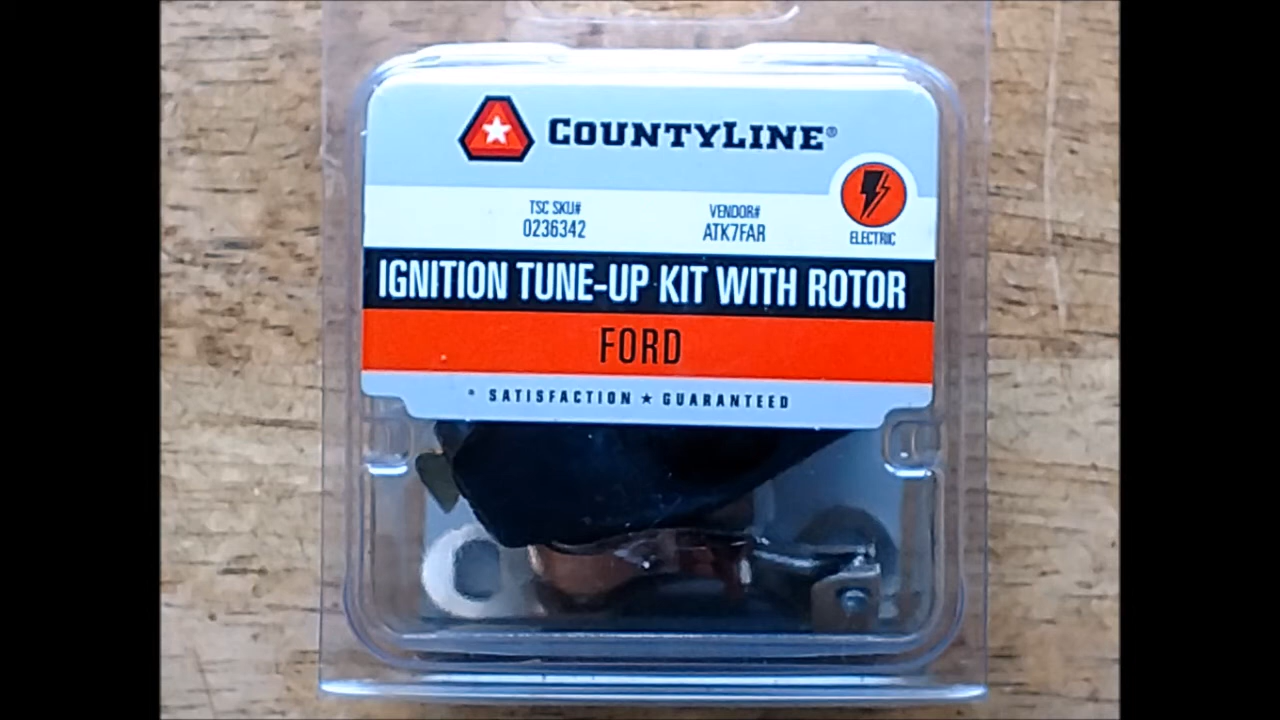 COUNTYLINE®
TSC SKU# VENDOR#
0236342 ATK7FAR
ELECTRIC
IGNITION TUNE-UP KIT WITH ROTOR
FORD
* SATISFACTION ★ GUARANTEED